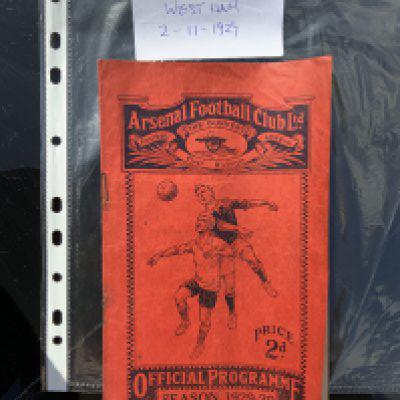 WEST HAM
2-11-1929
Arsenal Football Club Ltd
PRICE
2d
OFFICIAL PROGRAMME
SEASON 1929-30